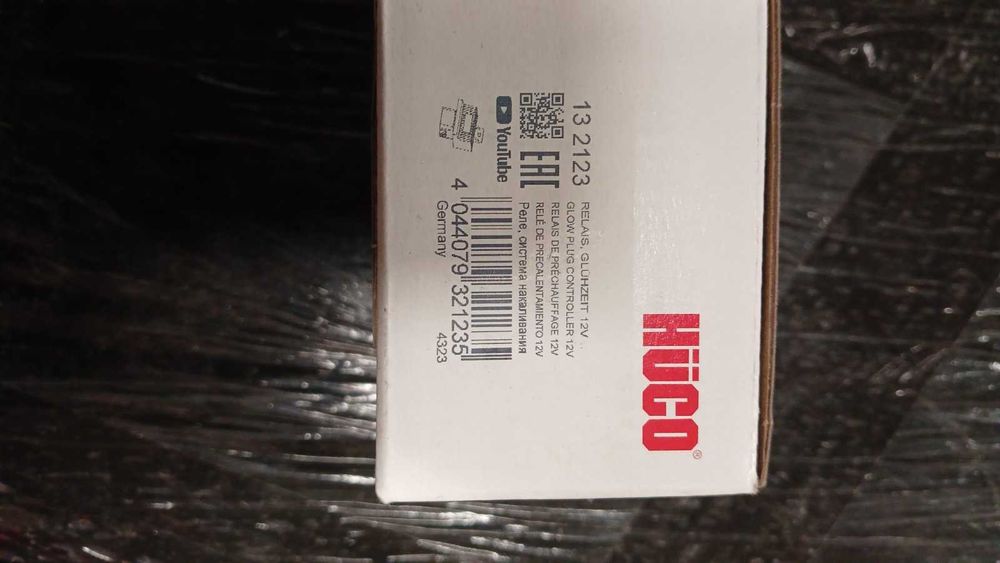 13 2123
RELAIS, GLÜHZEIT 12V ..
GLOW PLUG CONTROLLER 12V
RELAIS DE PRÉCHAUFFAGE 12V
RELÉ DE PRECALENTAMIENTO 12V
Реле, система накаливания
EAC
YouTube
4 044079 321235
Germany
4323
HÜCO®